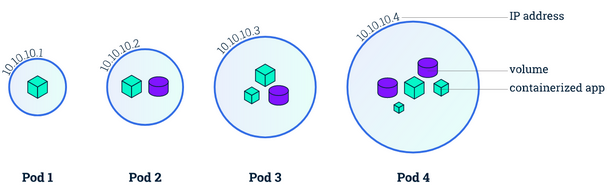 10.10.10.1
10.10.10.2
10.10.10.3
10.10.10.4
IP address
volume
containerized app
Pod 1
Pod 2
Pod 3
Pod 4